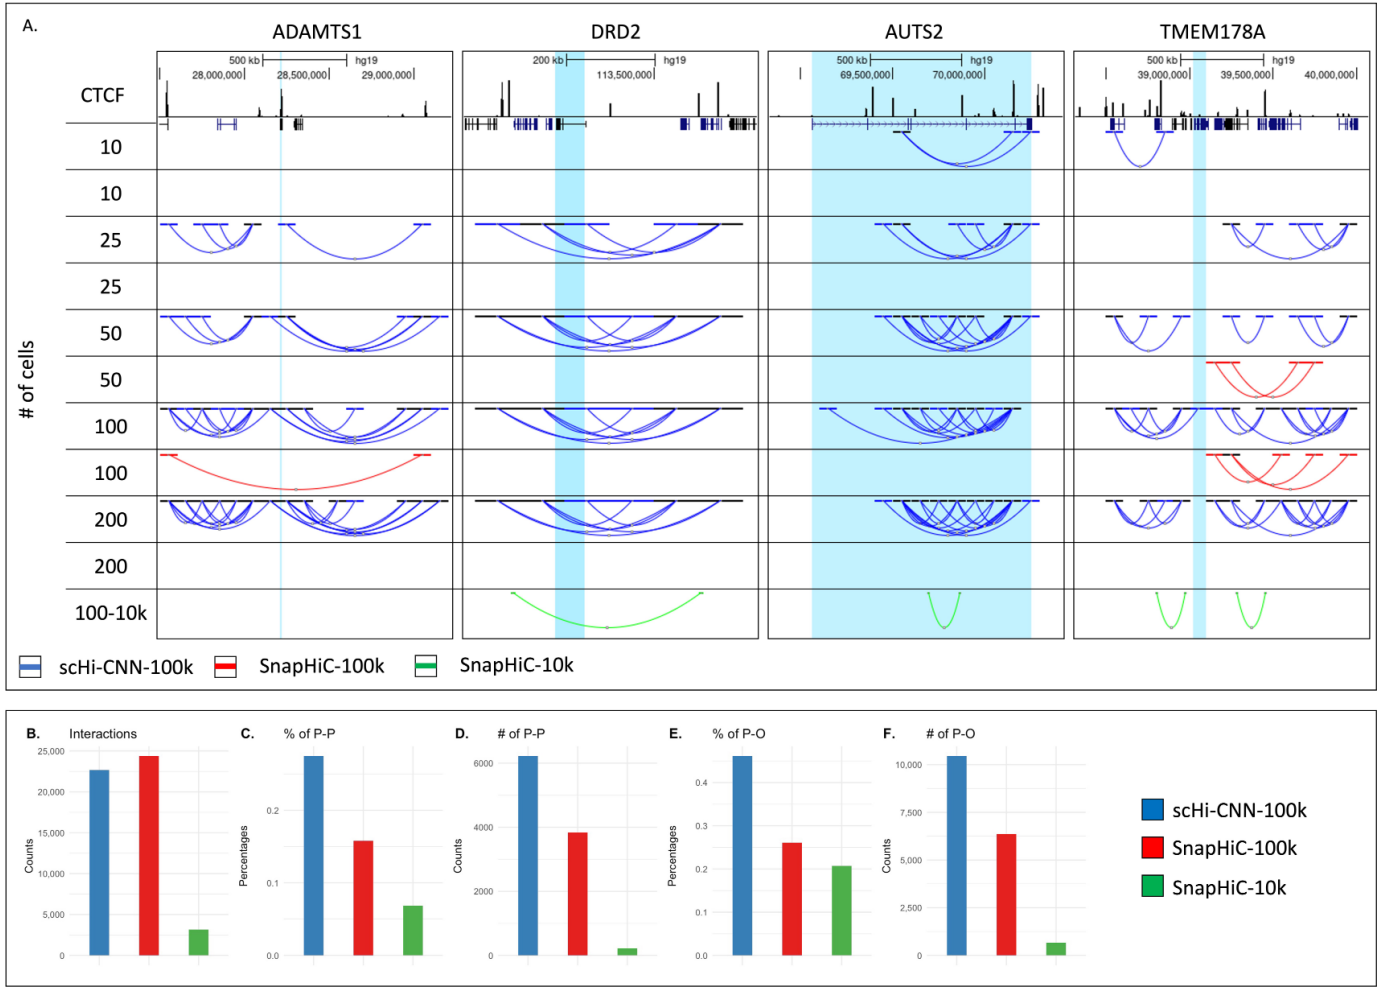 A.
ADAMTS1 DRD2 AUTS2 TMEM178A
500 kb hg19 200 kb hg19 500 kb hg19 500 kb hg19
28,000,000 28,500,000 29,000,000 113,500,000 69,500,000 70,000,000 39,000,000 39,500,000 40,000,000
CTCF
10
10
25
25
50
50
100
100
200
200
100-10k
# of cells
scHi-CNN-100k SnapHiC-100k SnapHiC-10k
B. Interactions
Counts
25,000
20,000
15,000
10,000
5,000
0
C. % of P-P
Percentages
0.2
0.1
0.0
D. # of P-P
Counts
6000
4000
2000
0
E. % of P-O
Percentages
0.4
0.3
0.2
0.1
0.0
F. # of P-O
Counts
10,000
7,500
5,000
2,500
0
scHi-CNN-100k
SnapHiC-100k
SnapHiC-10k